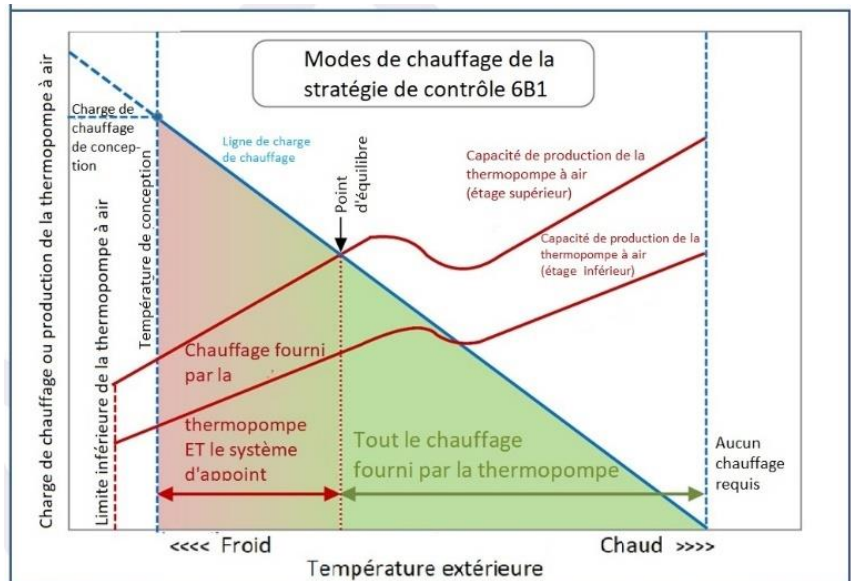 Modes de chauffage de la
stratégie de contrôle 6B1
Charge de chauffage ou production de la thermopompe à air
Charge de
chauffage
de concep-
tion
Limite inférieure de la thermopompe à air
Température de conception
Ligne de charge
de chauffage
Point
d'équilibre
Capacité de production de la
thermopompe à air
(étage supérieur)
Capacité de production de la
thermopompe à air
(étage inférieur)
Chauffage fourni
par la
thermopompe
ET le système
d'appoint
Tout le chauffage
fourni par la thermopompe
Aucun
chauffage
requis
<<<< Froid
Chaud >>>>
Température extérieure